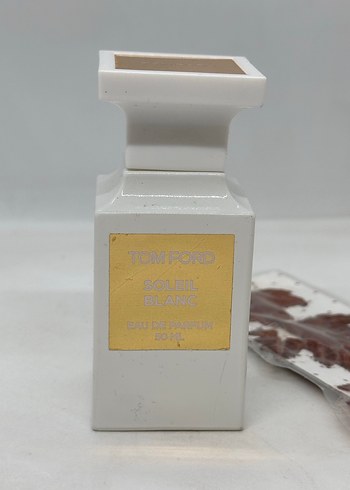 TOM FORD
SOLEIL
BLANC
EAU DE PARFUM
50 ML